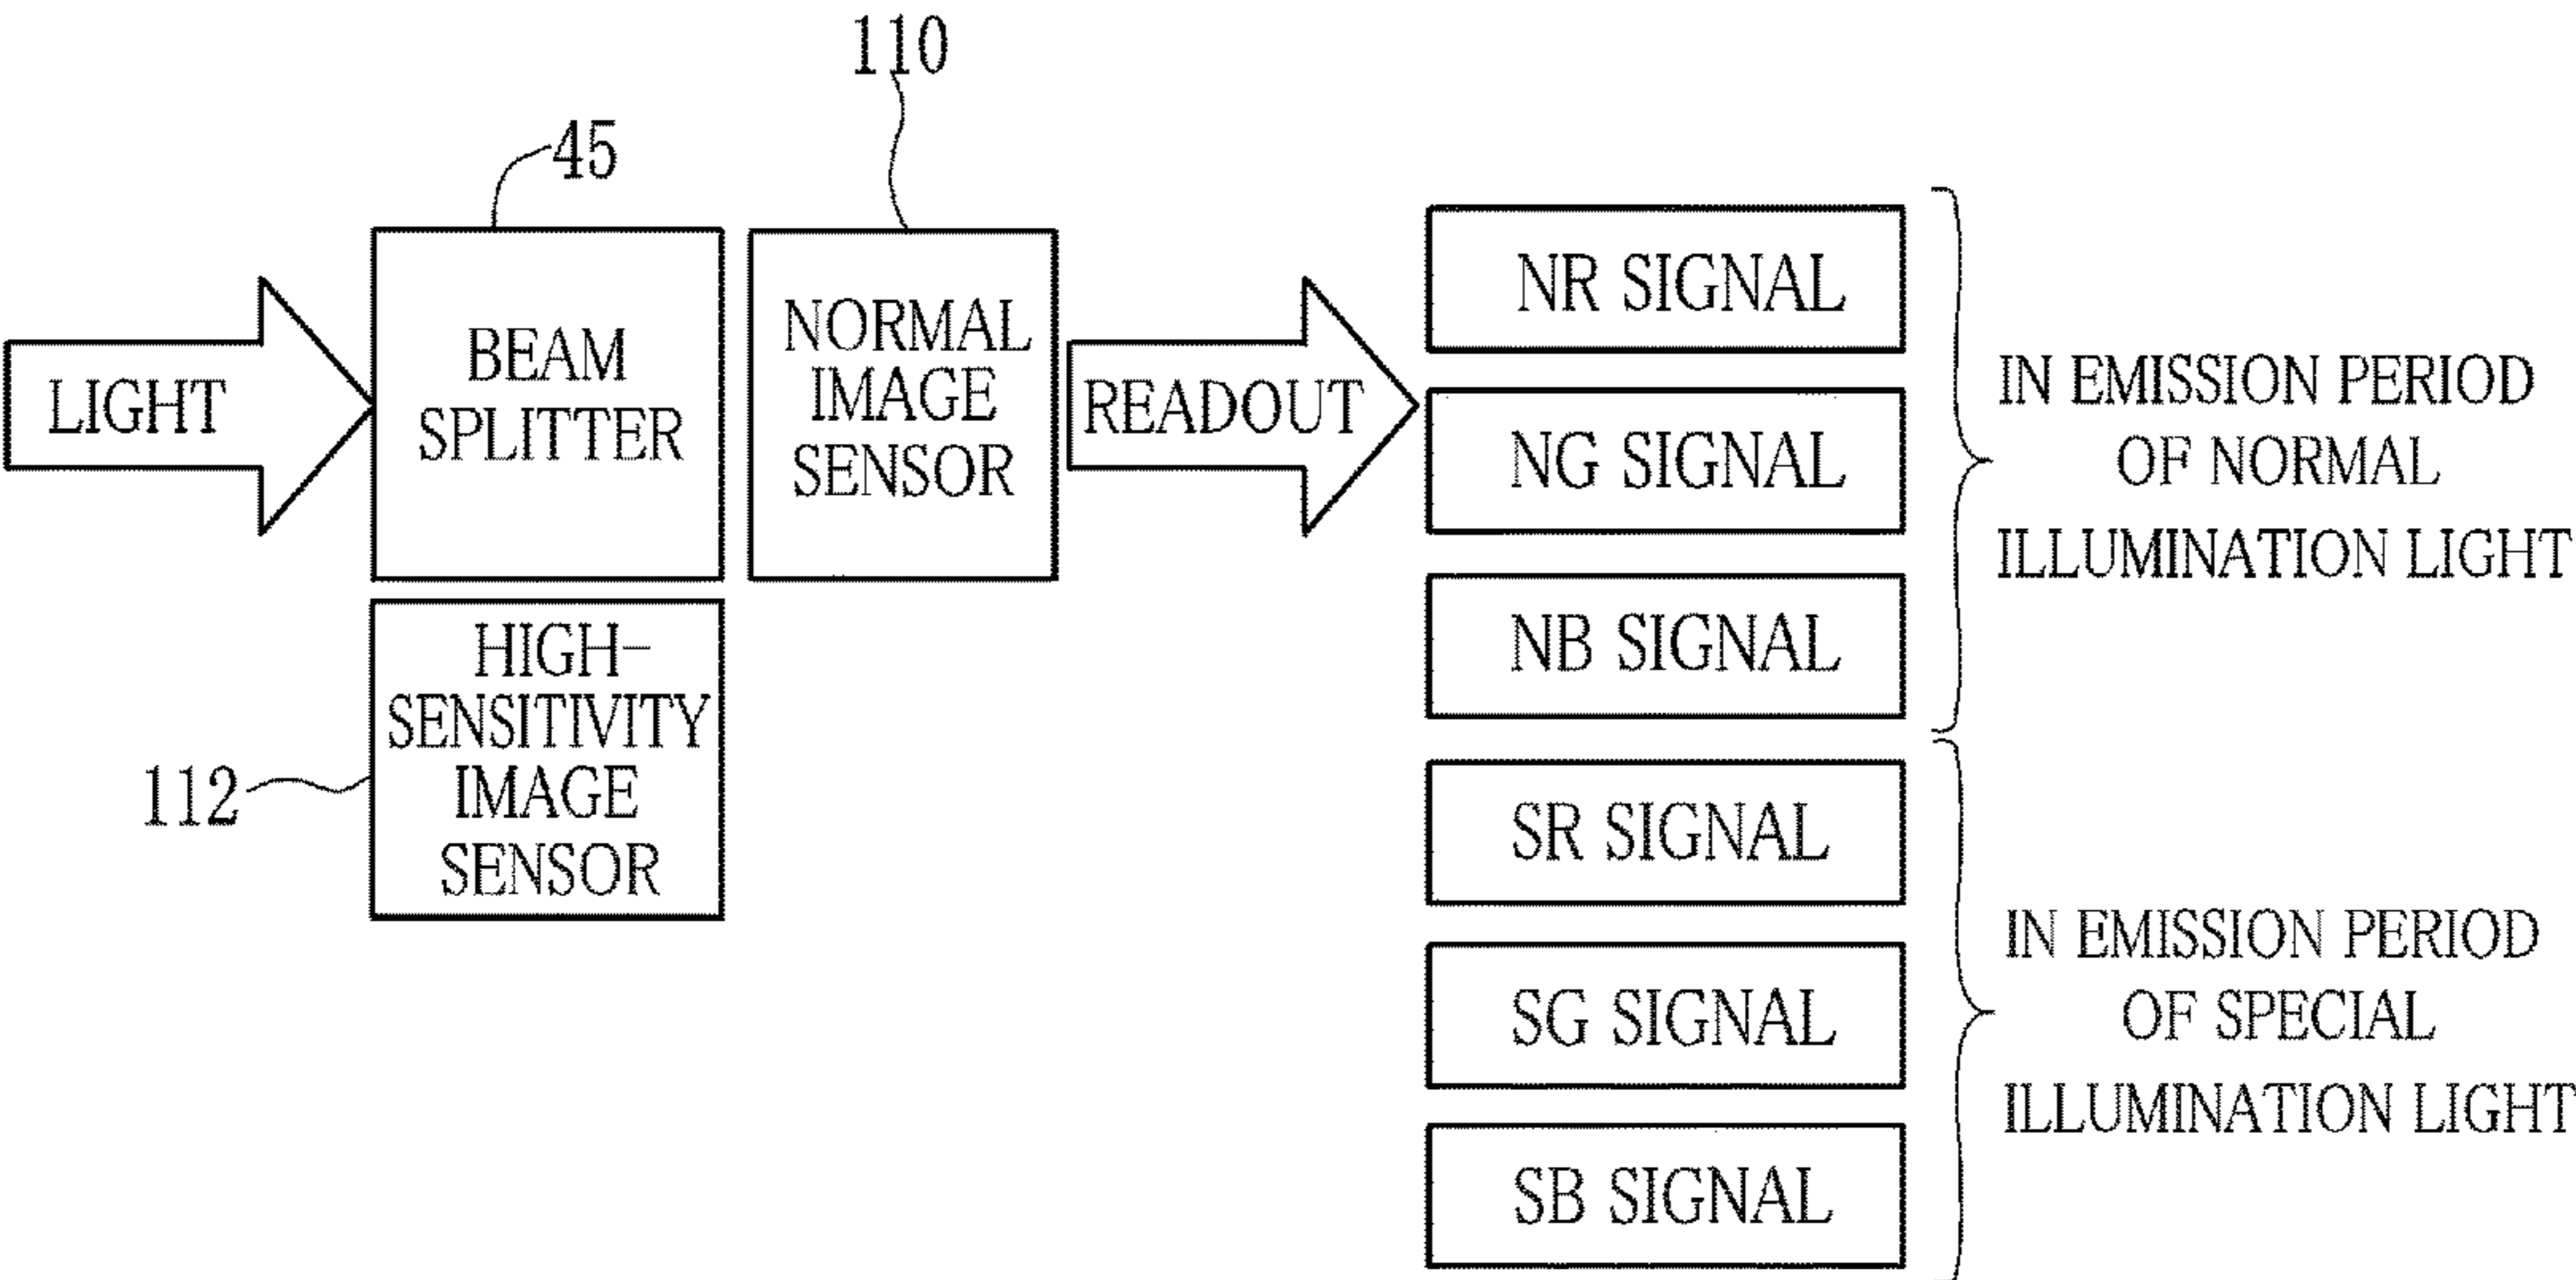 110
45
LIGHT
BEAM
SPLITTER
NORMAL
IMAGE
SENSOR
READOUT
HIGH-
SENSITIVITY
IMAGE
SENSOR
112
NR SIGNAL
NG SIGNAL
NB SIGNAL
IN EMISSION PERIOD
OF NORMAL
ILLUMINATION LIGHT
SR SIGNAL
SG SIGNAL
SB SIGNAL
IN EMISSION PERIOD
OF SPECIAL
ILLUMINATION LIGHT